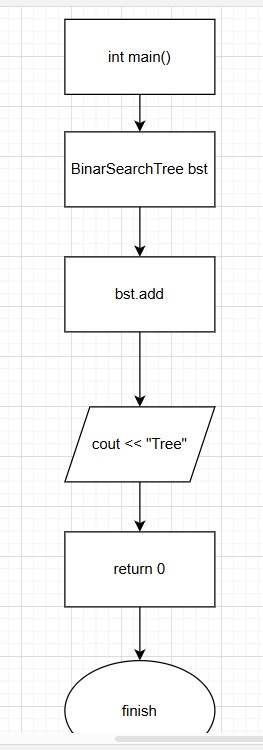 int main()
BinarSearchTree bst
bst.add
cout << "Tree"
return 0
finish